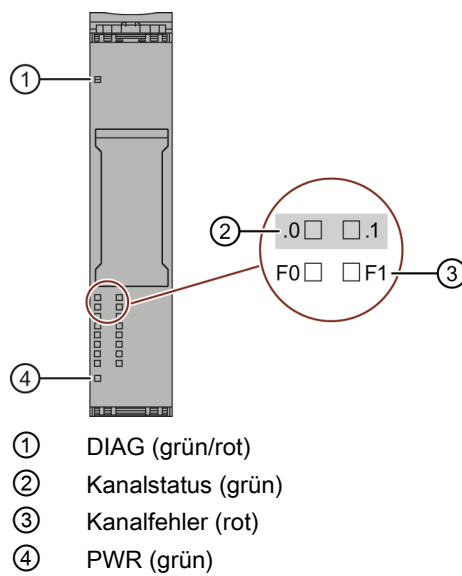 ①
② .0 .1
F0 F1 ③
④
① DIAG (grün/rot)
② Kanalstatus (grün)
③ Kanalfehler (rot)
④ PWR (grün)